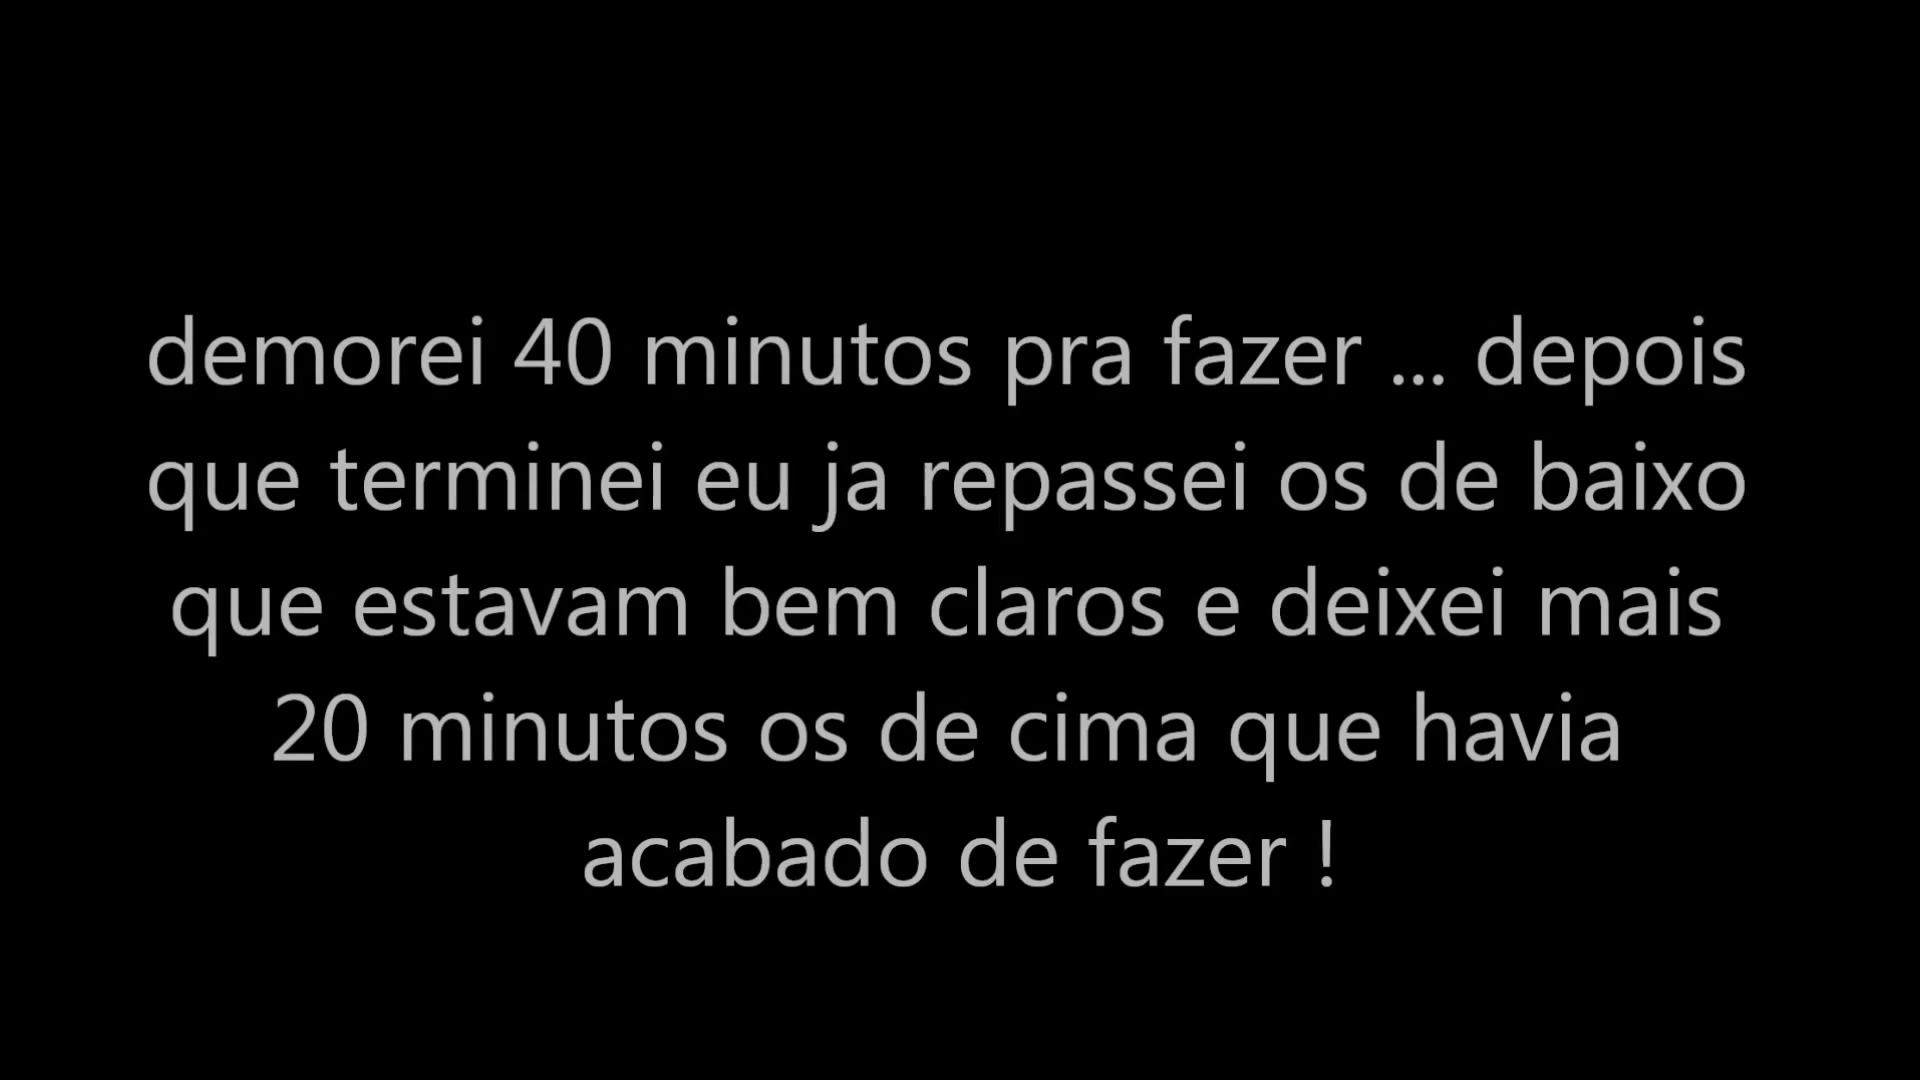 demorei 40 minutos pra fazer ... depois
que terminei eu ja repassei os de baixo
que estavam bem claros e deixei mais
20 minutos os de cima que havia
acabado de fazer !